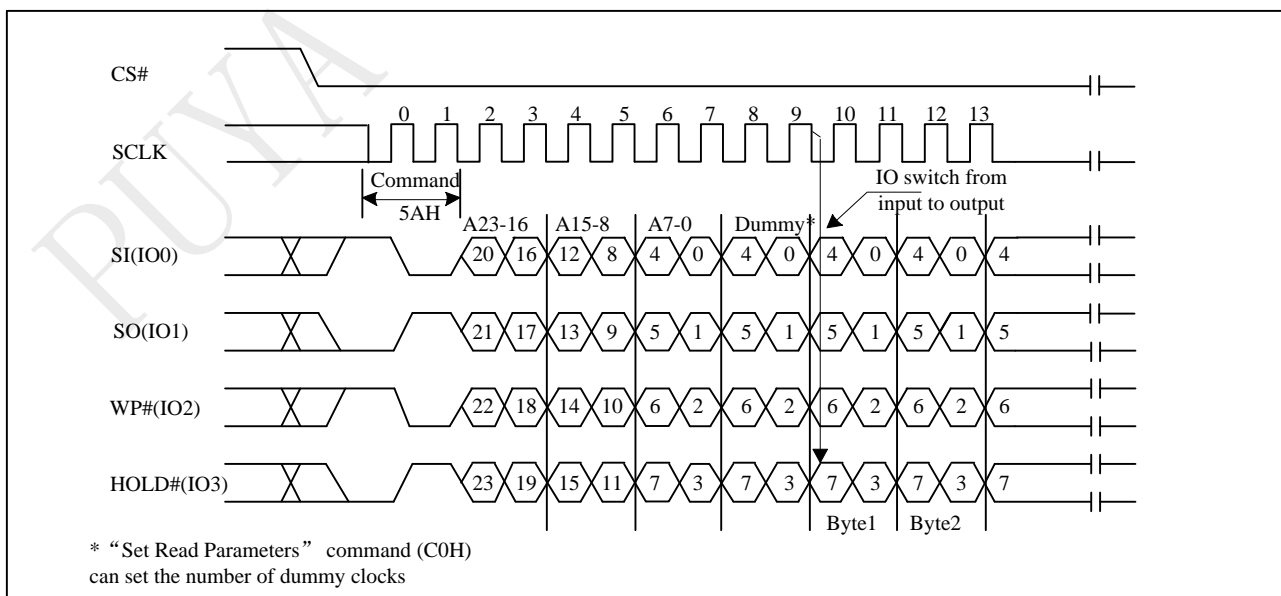 PUYA
CS#
0 1 2 3 4 5 6 7 8 9 10 11 12 13
SCLK
Command
5AH
IO switch from
input to output
A23-16 A15-8 A7-0 Dummy*
SI(IO0) 20 16 12 8 4 0 4 0 4 0 4 0 4
SO(IO1) 21 17 13 9 5 1 5 1 5 1 5 1 5
WP#(IO2) 22 18 14 10 6 2 6 2 6 2 6 2 6
HOLD#(IO3) 23 19 15 11 7 3 7 3 7 3 7 3 7
Byte1 Byte2
* “Set Read Parameters” command (C0H)
can set the number of dummy clocks